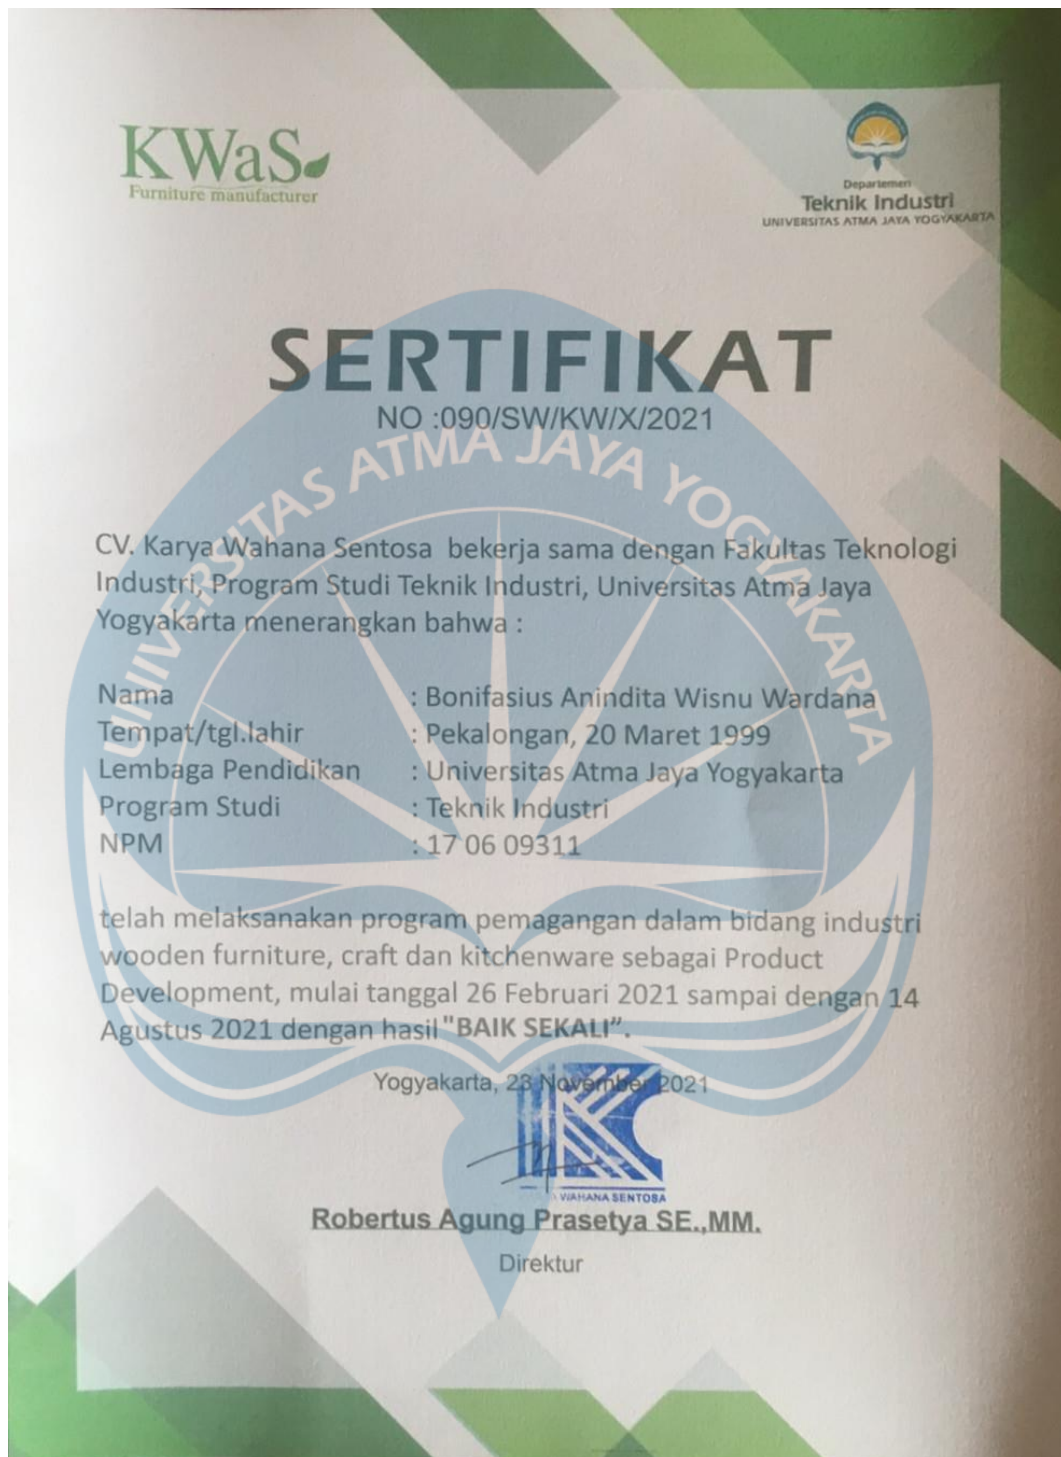 KWaS
Furniture manufacturer
Departemen
Teknik Industri
UNIVERSITAS ATMA JAYA YOGYAKARTA
SERTIFIKAT
NO :090/SW/KW/X/2021
UNIVERSITAS ATMA JAYA YOGYAKARTA
CV. Karya Wahana Sentosa bekerja sama dengan Fakultas Teknologi
Industri, Program Studi Teknik Industri, Universitas Atma Jaya
Yogyakarta menerangkan bahwa :
Nama : Bonifasius Anindita Wisnu Wardana
Tempat/tgl.lahir : Pekalongan, 20 Maret 1999
Lembaga Pendidikan : Universitas Atma Jaya Yogyakarta
Program Studi : Teknik Industri
NPM : 17 06 09311
telah melaksanakan program pemagangan dalam bidang industri
wooden furniture, craft dan kitchenware sebagai Product
Development, mulai tanggal 26 Februari 2021 sampai dengan 14
Agustus 2021 dengan hasil "BAIK SEKALI”.
Yogyakarta, 23 November 2021
WAHANA SENTOSA
Robertus Agung Prasetya SE.,MM.
Direktur